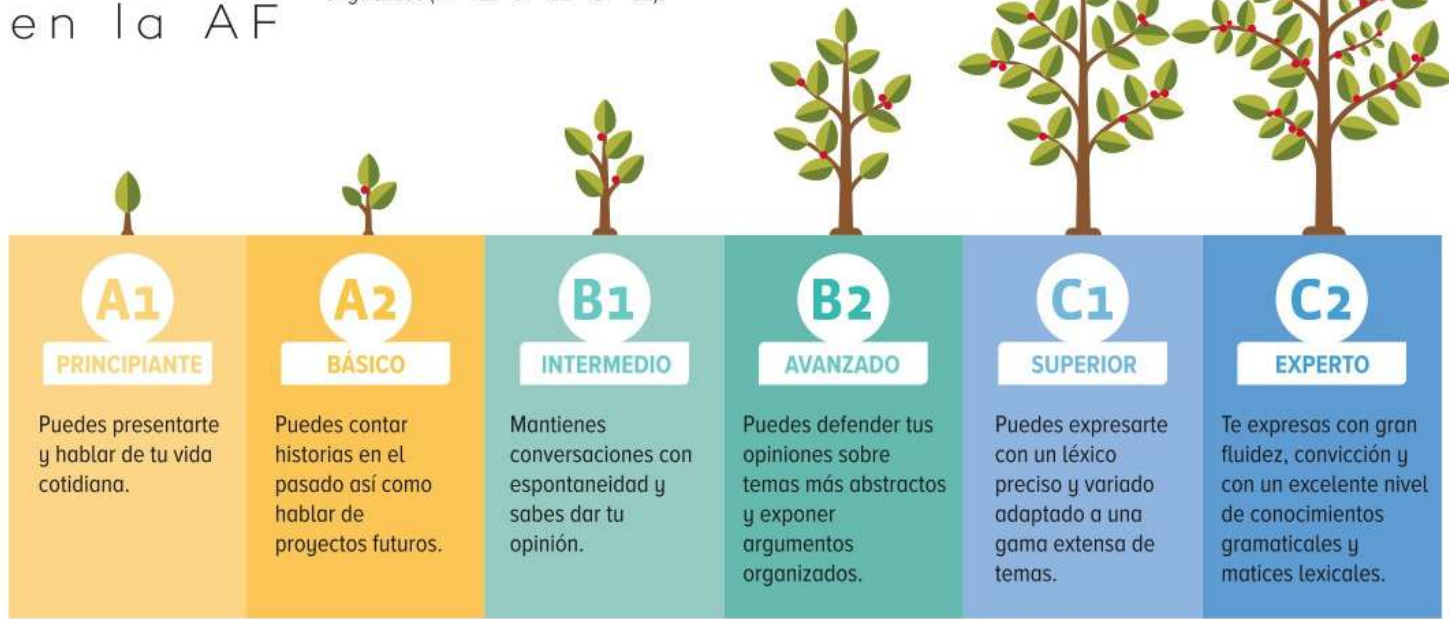 en la AF
A1
PRINCIPIANTE
Puedes presentarte
y hablar de tu vida
cotidiana.
A2
BÁSICO
Puedes contar
historias en el
pasado así como
hablar de
proyectos futuros.
B1
INTERMEDIO
Mantienes
conversaciones con
espontaneidad y
sabes dar tu
opinión.
B2
AVANZADO
Puedes defender tus
opiniones sobre
temas más abstractos
y exponer
argumentos
organizados.
C1
SUPERIOR
Puedes expresarte
con un léxico
preciso y variado
adaptado a una
gama extensa de
temas.
C2
EXPERTO
Te expresas con gran
fluidez, convicción y
con un excelente nivel
de conocimientos
gramaticales y
matices lexicales.